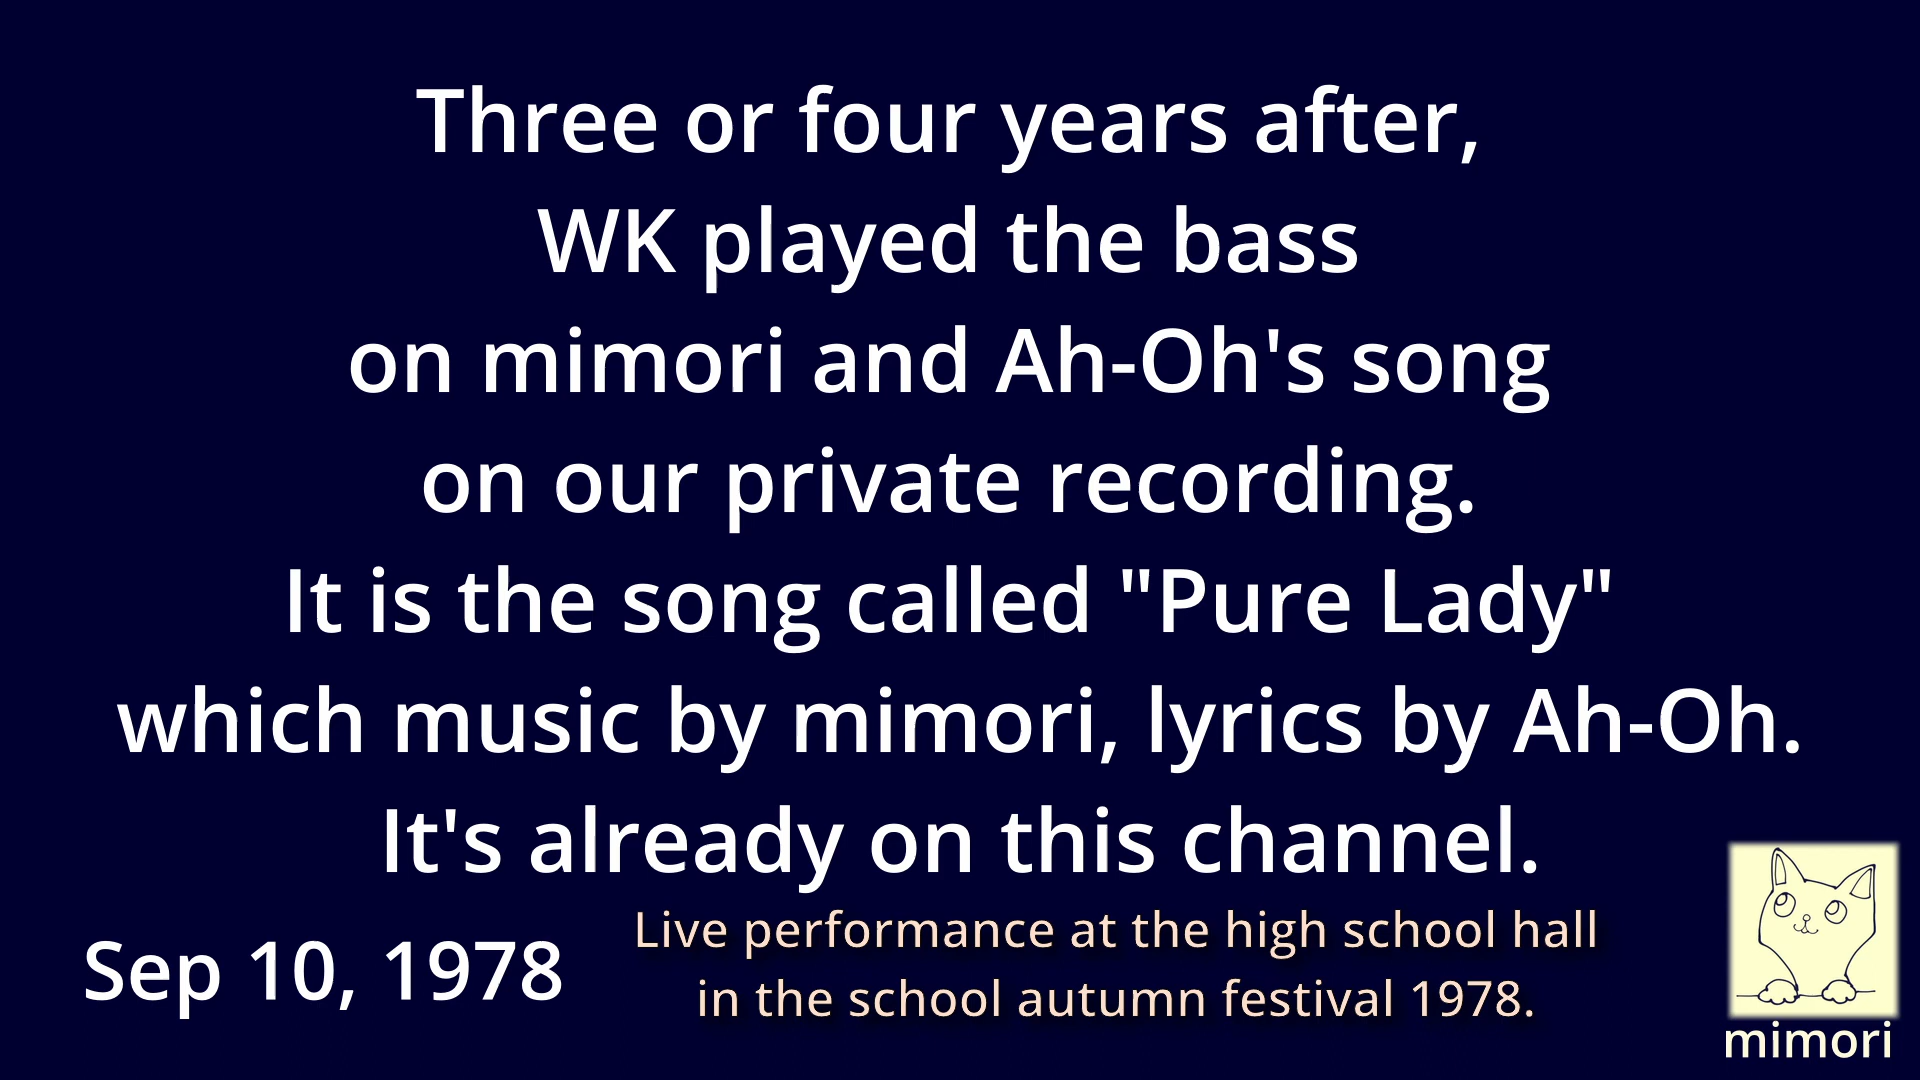 Three or four years after,
WK played the bass
on mimori and Ah-Oh's song
on our private recording.
It is the song called "Pure Lady"
which music by mimori, lyrics by Ah-Oh.
It's already on this channel.
Sep 10, 1978
Live performance at the high school hall
in the school autumn festival 1978.
mimori